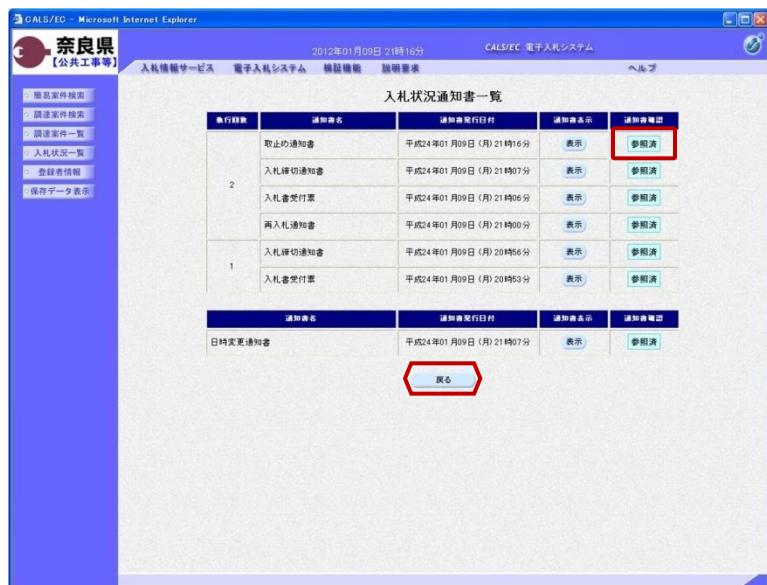 CALS/EC - Microsoft Internet Explorer
奈良県
【公共工事等】
2012年01月09日 21時16分
CALS/EC 電子入札システム
入札情報サービス 電子入札システム 検証機能 説明要求 ヘルプ
簡易案件検索
調達案件検索
調達案件一覧
入札状況一覧
登録者情報
保存データ表示
入札状況通知書一覧
執行回数 通知書名 通知書発行日付 通知書表示 通知書確認
2
取止め通知書 平成24年01月09日(月)21時16分 表示 参照済
入札締切通知書 平成24年01月09日(月)21時07分 表示 参照済
入札書受付票 平成24年01月09日(月)21時06分 表示 参照済
再入札通知書 平成24年01月09日(月)21時00分 表示 参照済
1
入札締切通知書 平成24年01月09日(月)20時56分 表示 参照済
入札書受付票 平成24年01月09日(月)20時53分 表示 参照済
通知書名 通知書発行日付 通知書表示 通知書確認
日時変更通知書 平成24年01月09日(月)21時07分 表示 参照済
戻る